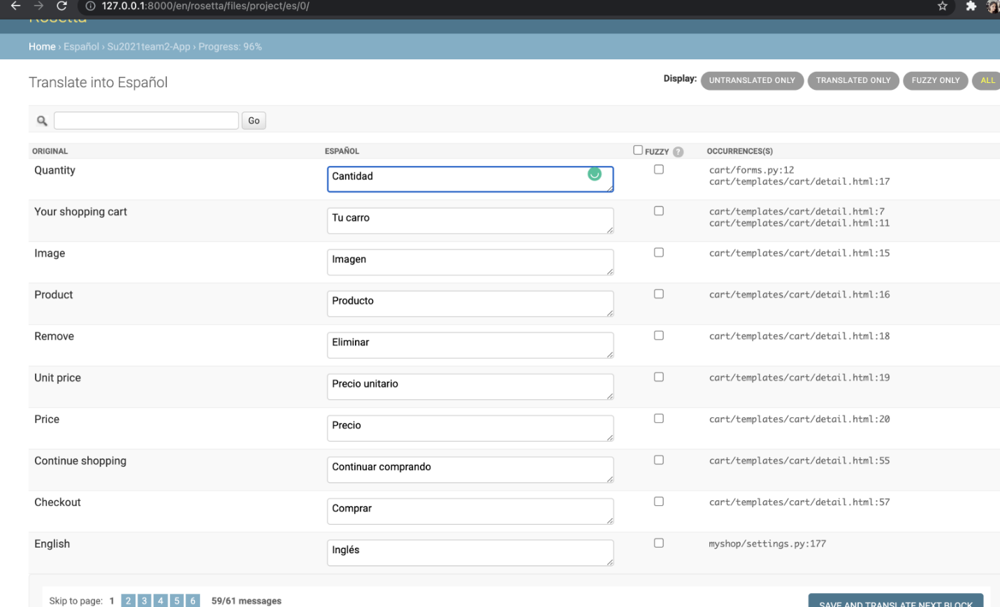 127.0.0.1:8000/en/rosetta/files/project/es/0/
Rosetta
Home › Español › Su2021team2-App › Progress: 96%
Translate into Español
Display: UNTRANSLATED ONLY TRANSLATED ONLY FUZZY ONLY ALL
Go
ORIGINAL ESPAÑOL FUZZY ? OCCURRENCES(S)
Quantity Cantidad cart/forms.py:12
cart/templates/cart/detail.html:17
Your shopping cart Tu carro cart/templates/cart/detail.html:7
cart/templates/cart/detail.html:11
Image Imagen cart/templates/cart/detail.html:15
Product Producto cart/templates/cart/detail.html:16
Remove Eliminar cart/templates/cart/detail.html:18
Unit price Precio unitario cart/templates/cart/detail.html:19
Price Precio cart/templates/cart/detail.html:20
Continue shopping Continuar comprando cart/templates/cart/detail.html:55
Checkout Comprar cart/templates/cart/detail.html:57
English Inglés myshop/settings.py:177
Skip to page: 1 2 3 4 5 6 59/61 messages
SAVE AND TRANSLATE NEXT BLOCK